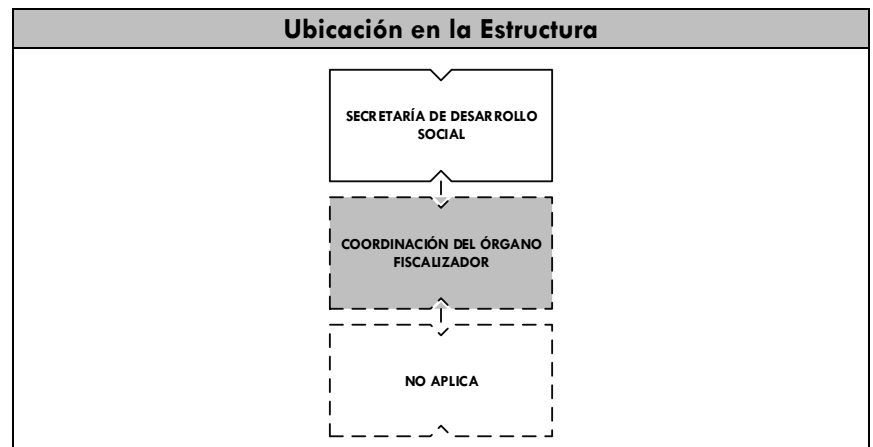 Ubicación en la Estructura
SECRETARÍA DE DESARROLLO
SOCIAL
COORDINACIÓN DEL ÓRGANO
FISCALIZADOR
NO APLICA